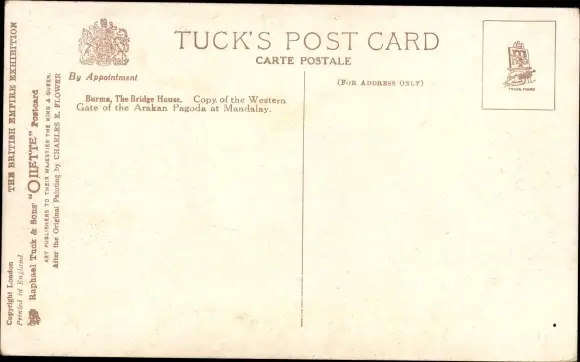 TUCK'S POST CARD
CARTE POSTALE
By Appointment
(FOR ADDRESS ONLY)
Burma, The Bridge House. Copy of the Western
Gate of the Arakan Pagoda at Mandalay.
TRADE MARK
THE BRITISH EMPIRE EXHIBITION
Raphael Tuck & Sons' "OILETTE" Postcard
ART PUBLISHERS TO THEIR MAJESTIES THE KING & QUEEN.
After the Original Painting by CHARLES E. FLOWER
Copyright London
Printed in England